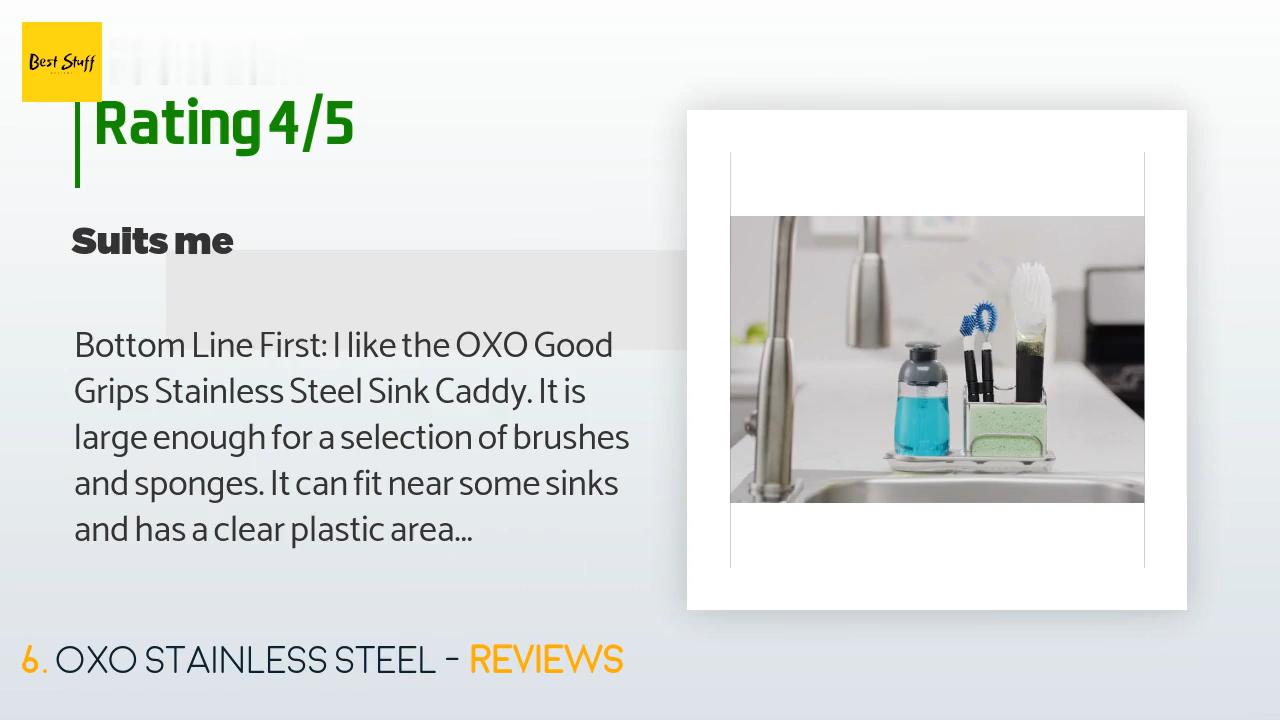 Best Stuff
Rating 4/5
Suits me
Bottom Line First: I like the OXO Good
Grips Stainless Steel Sink Caddy. It is
large enough for a selection of brushes
and sponges. It can fit near some sinks
and has a clear plastic area...
6. OXO STAINLESS STEEL - REVIEWS